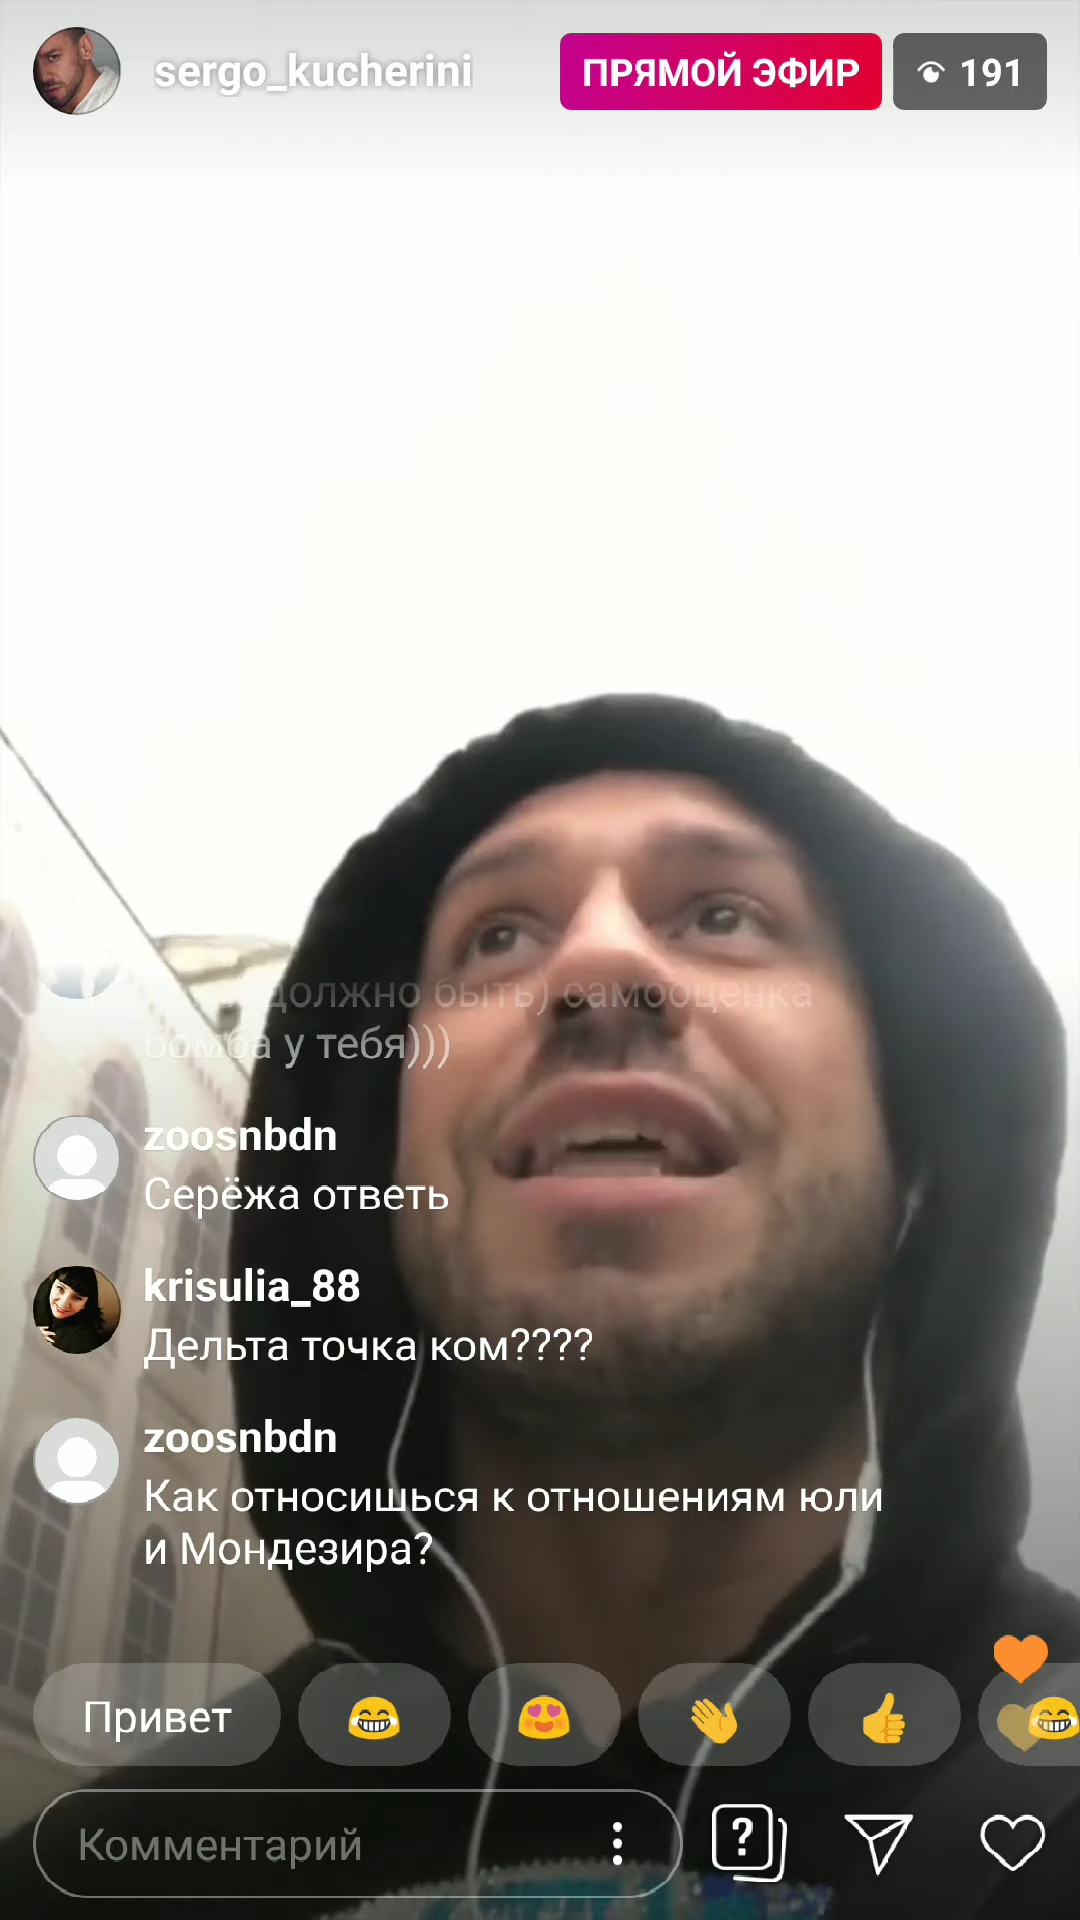 sergo_kucherini
ПРЯМОЙ ЭФИР
191
должно быть) самооценка
бомба у тебя)))
zoosnbdn
Серёжа ответь
krisulia_88
Дельта точка ком????
zoosnbdn
Как относишься к отношениям юли
и Мондезира?
Привет
Комментарий
?